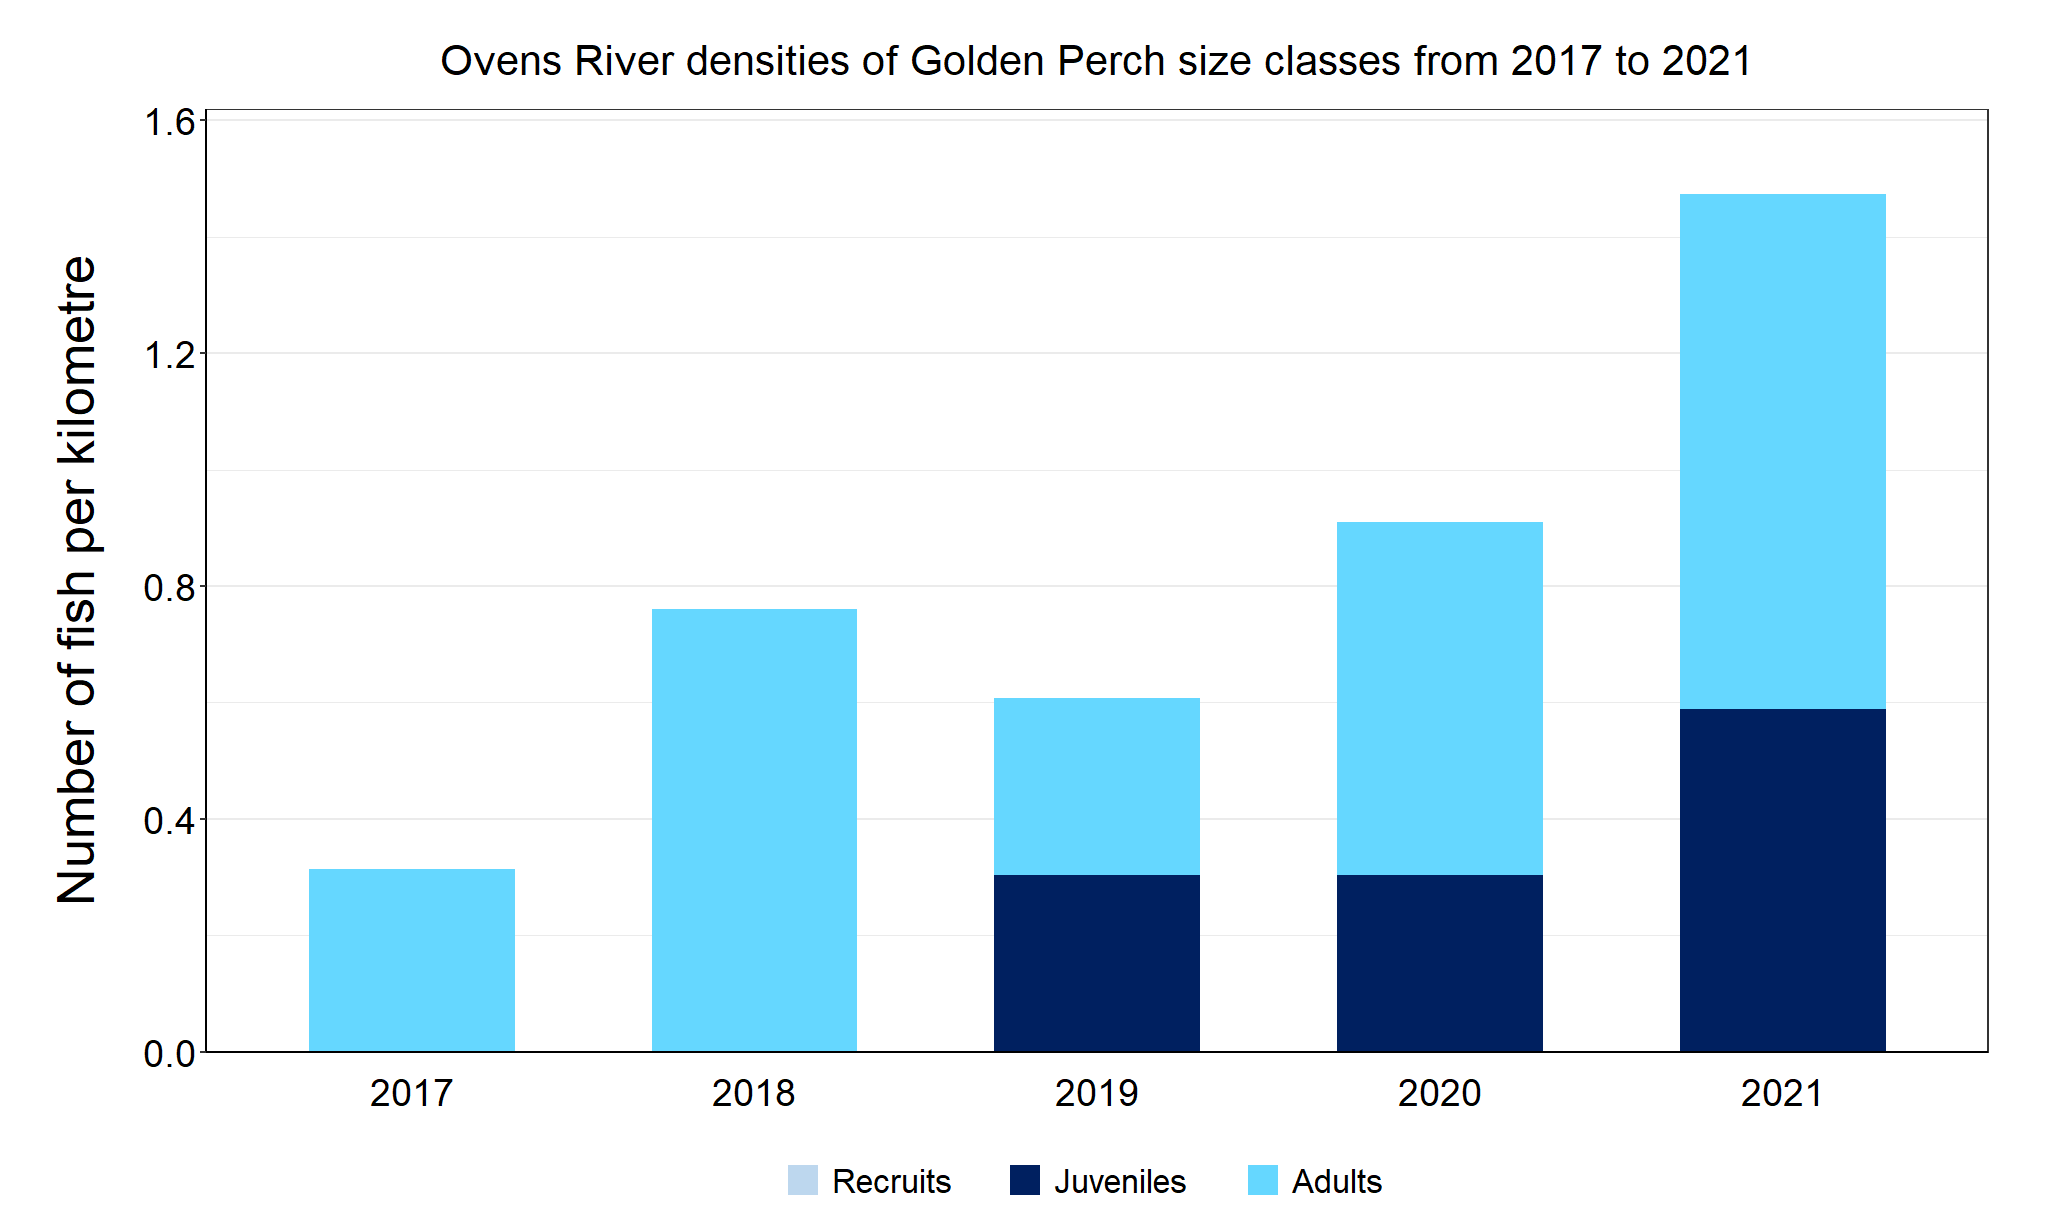 Ovens River densities of Golden Perch size classes from 2017 to 2021
Number of fish per kilometre
1.6
1.2
0.8
0.4
0.0
2017 2018 2019 2020 2021
Recruits Juveniles Adults